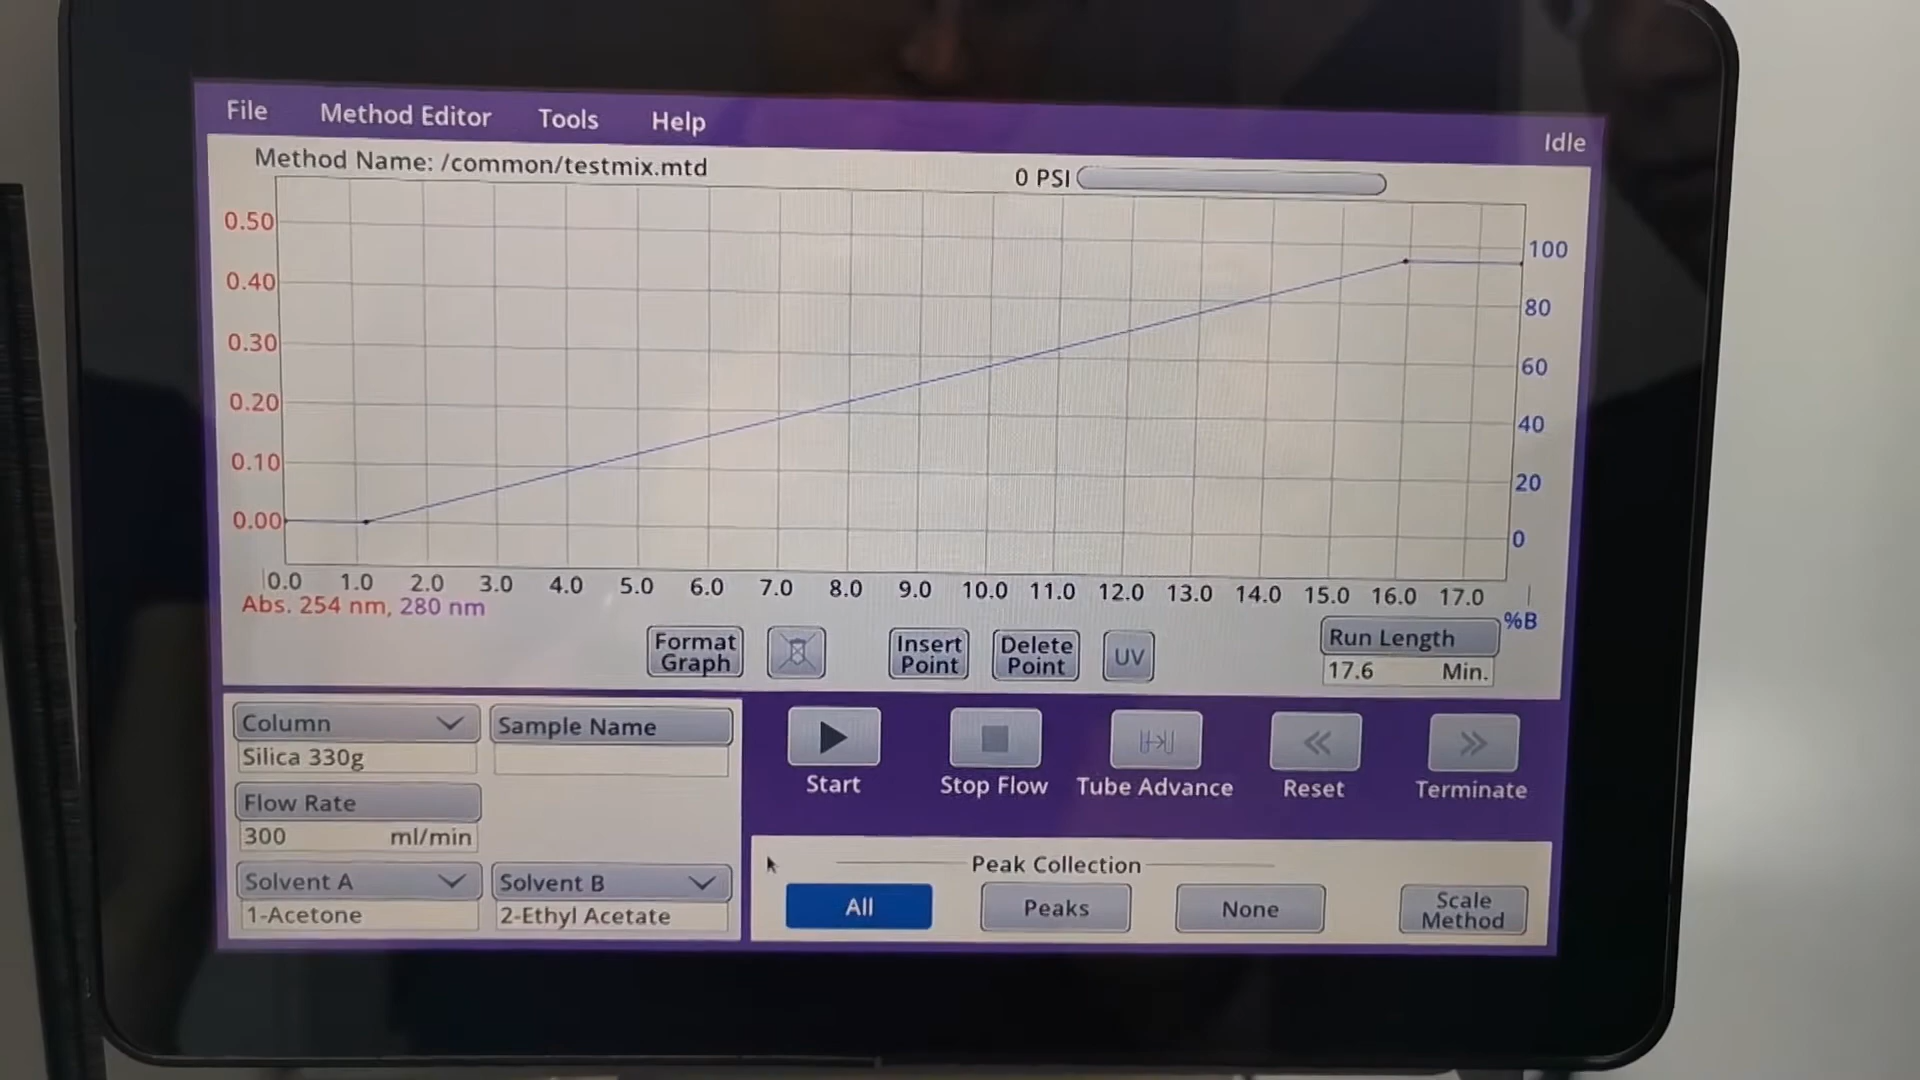 File Method Editor Tools Help
Idle
Method Name: /common/testmix.mtd
0 PSI
0.50
0.40
0.30
0.20
0.10
0.00
100
80
60
40
20
0
0.0 1.0 2.0 3.0 4.0 5.0 6.0 7.0 8.0 9.0 10.0 11.0 12.0 13.0 14.0 15.0 16.0 17.0
Abs. 254 nm, 280 nm
%B
Format Graph
Insert Point
Delete Point
UV
Run Length
17.6 Min.
Column
Silica 330g
Sample Name
Flow Rate
300 ml/min
Solvent A
1-Acetone
Solvent B
2-Ethyl Acetate
Start
Stop Flow
Tube Advance
Reset
Terminate
Peak Collection
All
Peaks
None
Scale Method